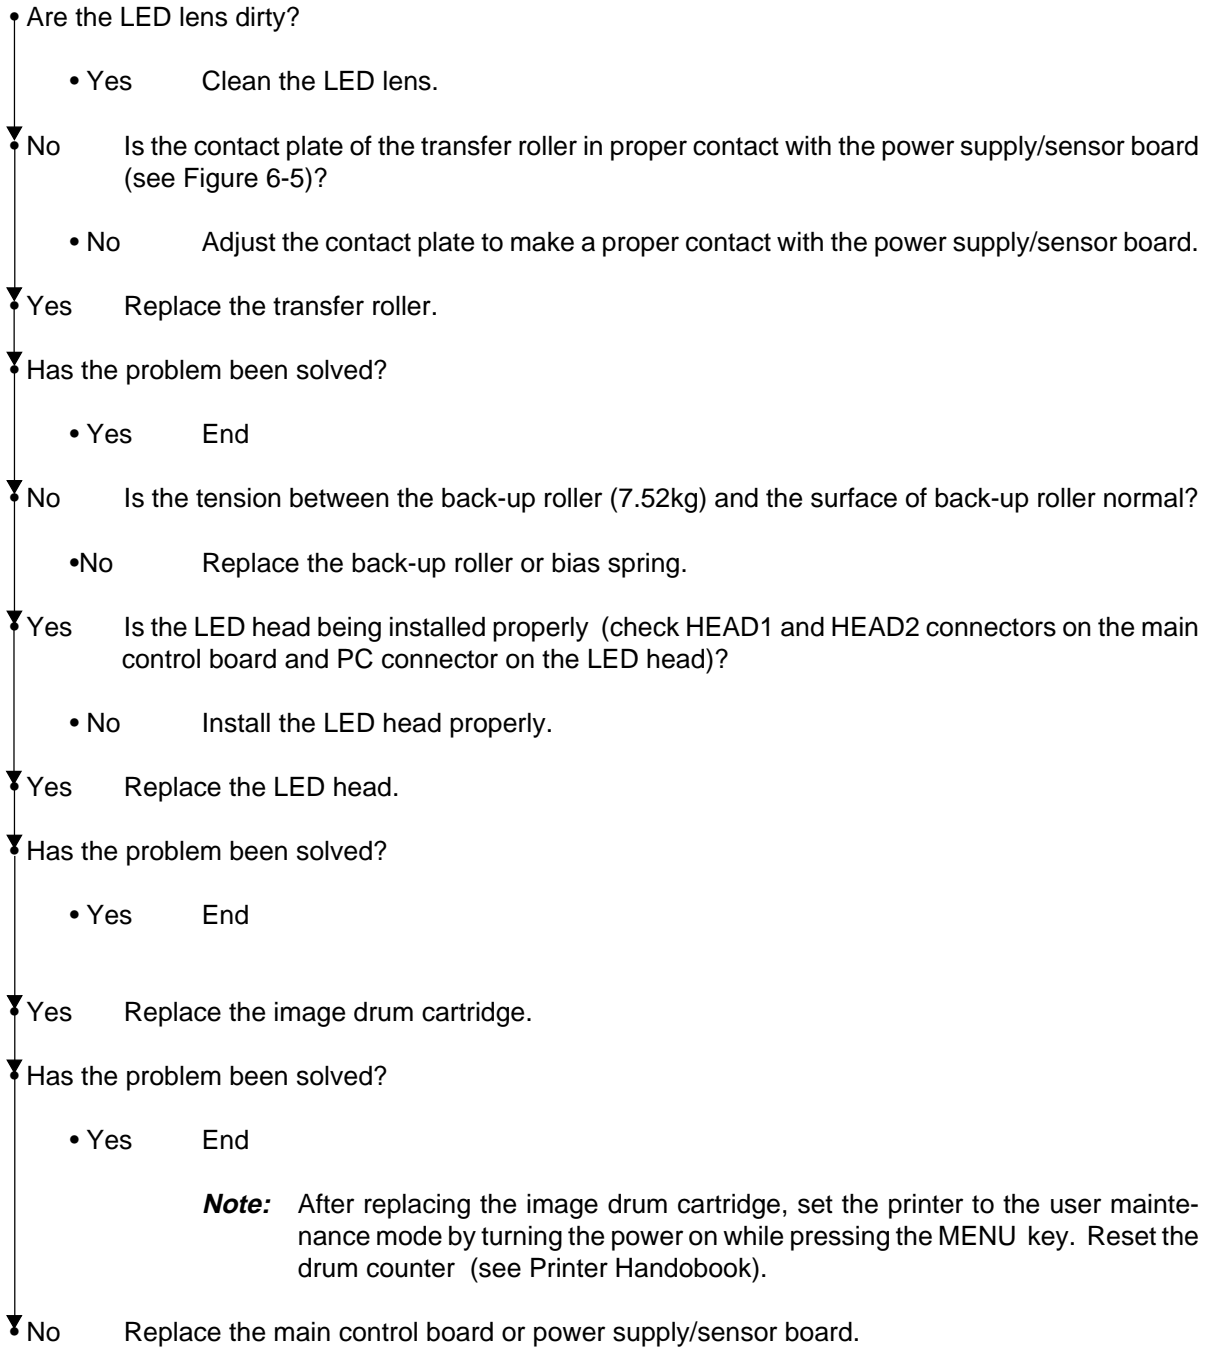 • Are the LED lens dirty?
• Yes Clean the LED lens.
• No Is the contact plate of the transfer roller in proper contact with the power supply/sensor board
(see Figure 6-5)?
• No Adjust the contact plate to make a proper contact with the power supply/sensor board.
• Yes Replace the transfer roller.
• Has the problem been solved?
• Yes End
• No Is the tension between the back-up roller (7.52kg) and the surface of back-up roller normal?
•No Replace the back-up roller or bias spring.
• Yes Is the LED head being installed properly (check HEAD1 and HEAD2 connectors on the main
control board and PC connector on the LED head)?
• No Install the LED head properly.
• Yes Replace the LED head.
• Has the problem been solved?
• Yes End
• Yes Replace the image drum cartridge.
• Has the problem been solved?
• Yes End
Note: After replacing the image drum cartridge, set the printer to the user mainte-
nance mode by turning the power on while pressing the MENU key. Reset the
drum counter (see Printer Handobook).
• No Replace the main control board or power supply/sensor board.